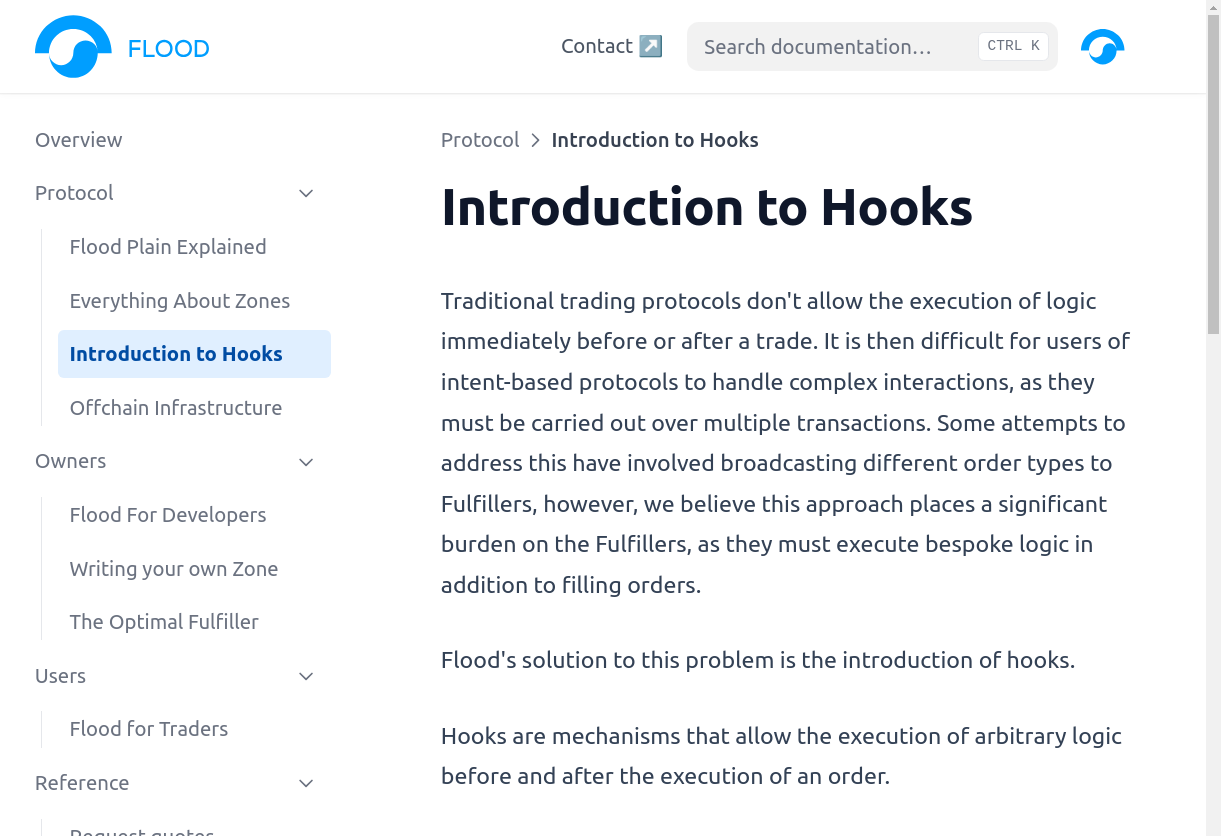 FLOOD
Contact ↗
Search documentation…
CTRL K
Overview
Protocol
Flood Plain Explained
Everything About Zones
Introduction to Hooks
Offchain Infrastructure
Owners
Flood For Developers
Writing your own Zone
The Optimal Fulfiller
Users
Flood for Traders
Reference
Request quotes
Protocol > Introduction to Hooks
Introduction to Hooks
Traditional trading protocols don't allow the execution of logic
immediately before or after a trade. It is then difficult for users of
intent-based protocols to handle complex interactions, as they
must be carried out over multiple transactions. Some attempts to
address this have involved broadcasting different order types to
Fulfillers, however, we believe this approach places a significant
burden on the Fulfillers, as they must execute bespoke logic in
addition to filling orders.
Flood's solution to this problem is the introduction of hooks.
Hooks are mechanisms that allow the execution of arbitrary logic
before and after the execution of an order.